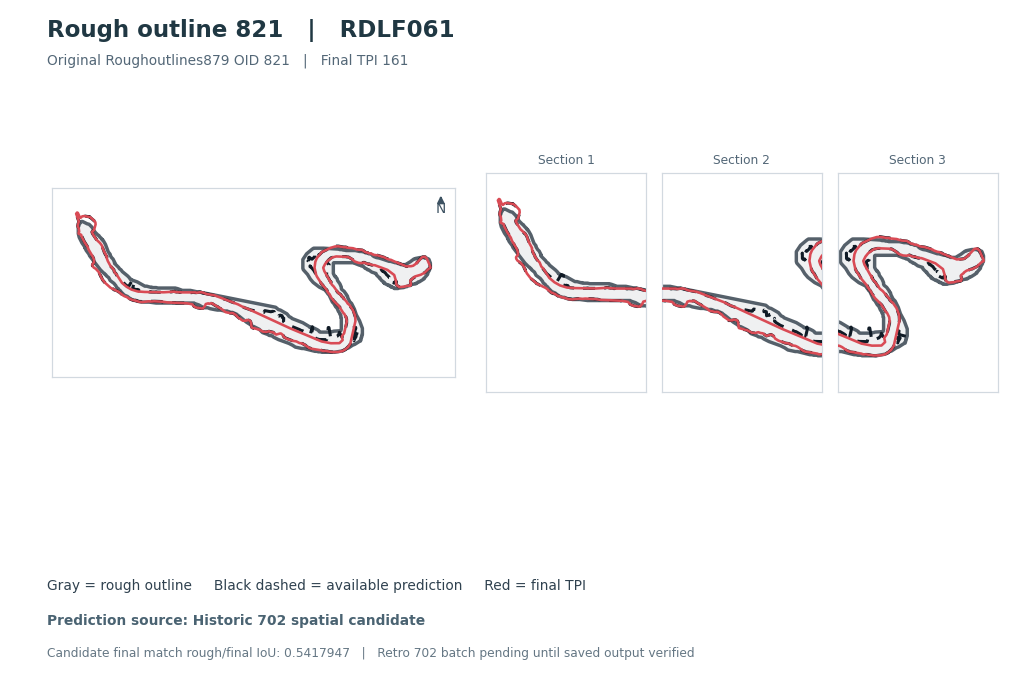 Rough outline 821   |   RDLF061
Original Roughoutlines879 OID 821   |   Final TPI 161
Section 1
Section 2
Section 3
N
Gray = rough outline     Black dashed = available prediction     Red = final TPI
Prediction source: Historic 702 spatial candidate
Candidate final match rough/final IoU: 0.5417947   |   Retro 702 batch pending until saved output verified